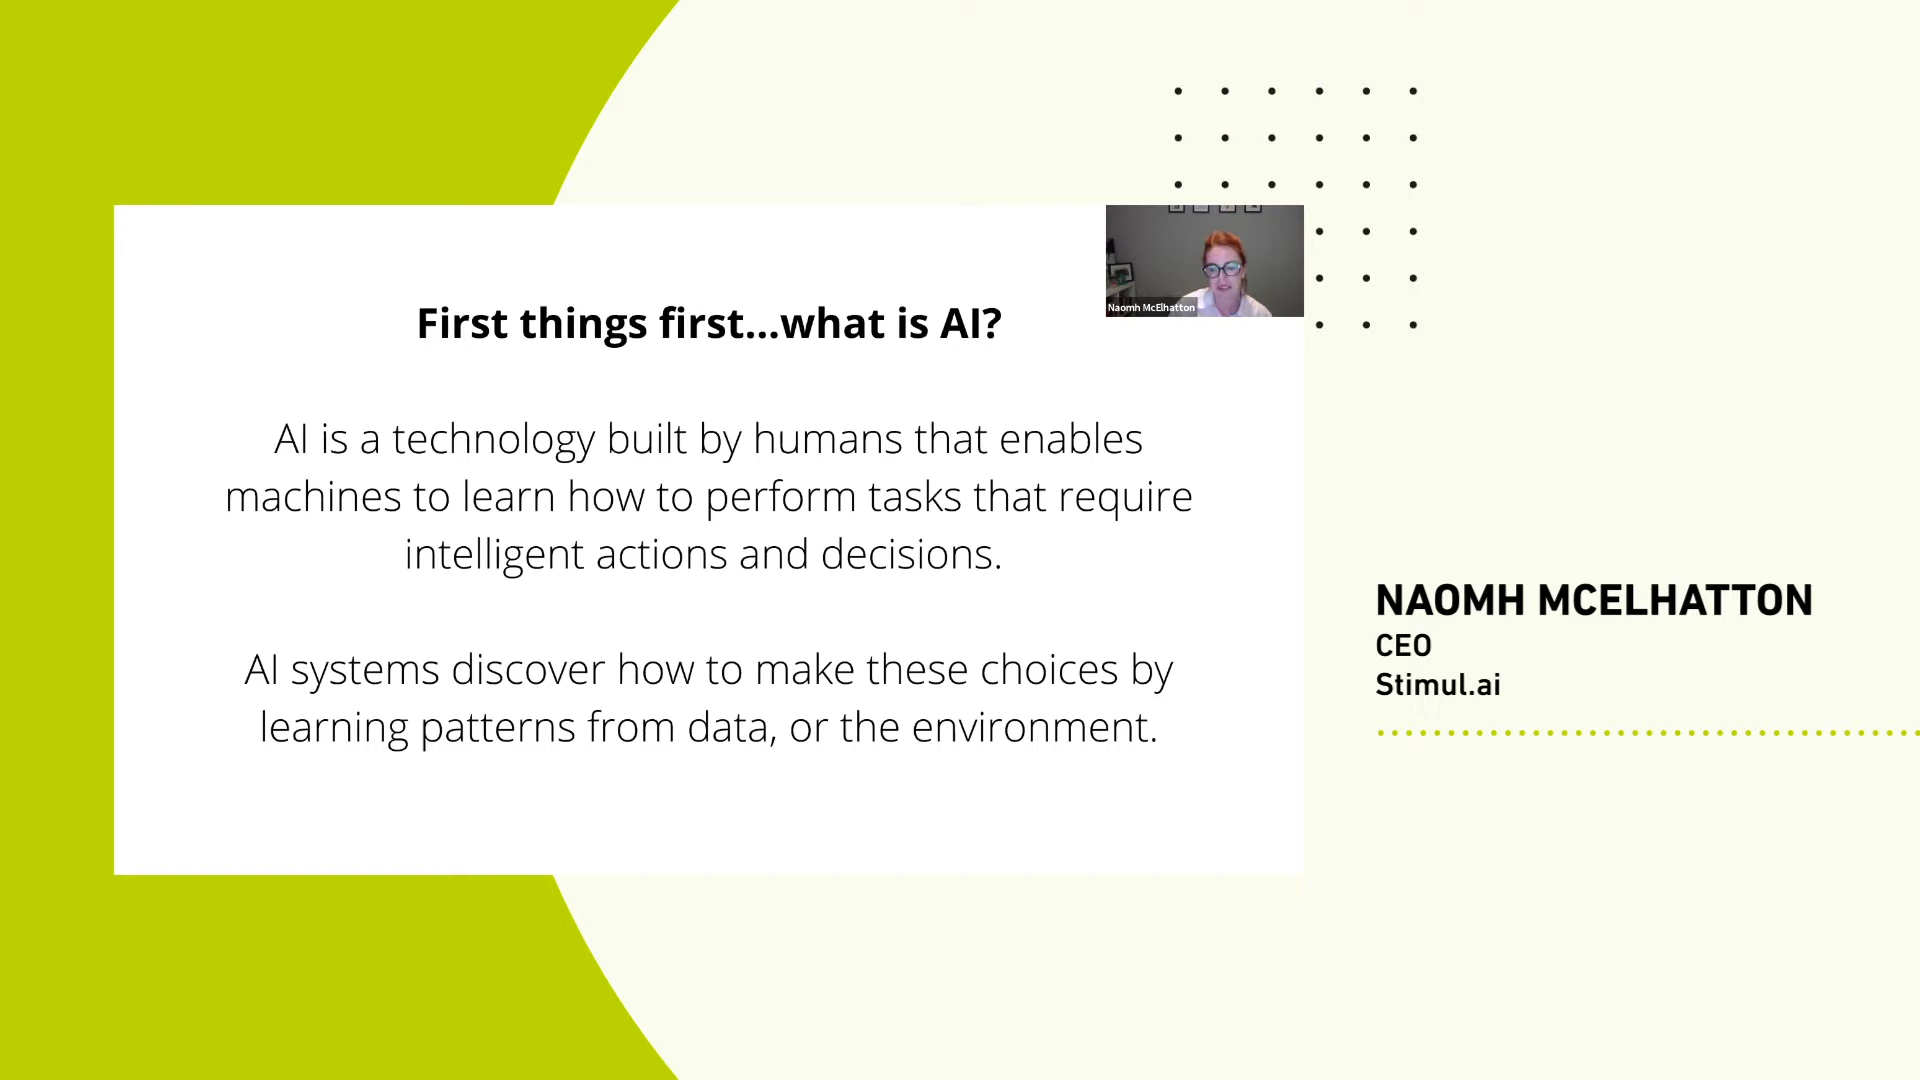 First things first...what is AI?
AI is a technology built by humans that enables
machines to learn how to perform tasks that require
intelligent actions and decisions.
AI systems discover how to make these choices by
learning patterns from data, or the environment.
Naomh McElhatton
NAOMH MCELHATTON
CEO
Stimul.ai